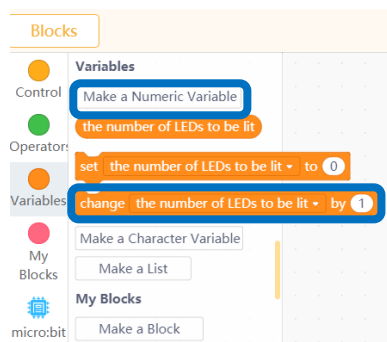 Blocks
Variables
Control
Make a Numeric Variable
the number of LEDs to be lit
Operators
set the number of LEDs to be lit to 0
Variables
change the number of LEDs to be lit by 1
Make a Character Variable
My
Blocks
Make a List
My Blocks
micro:bit
Make a Block